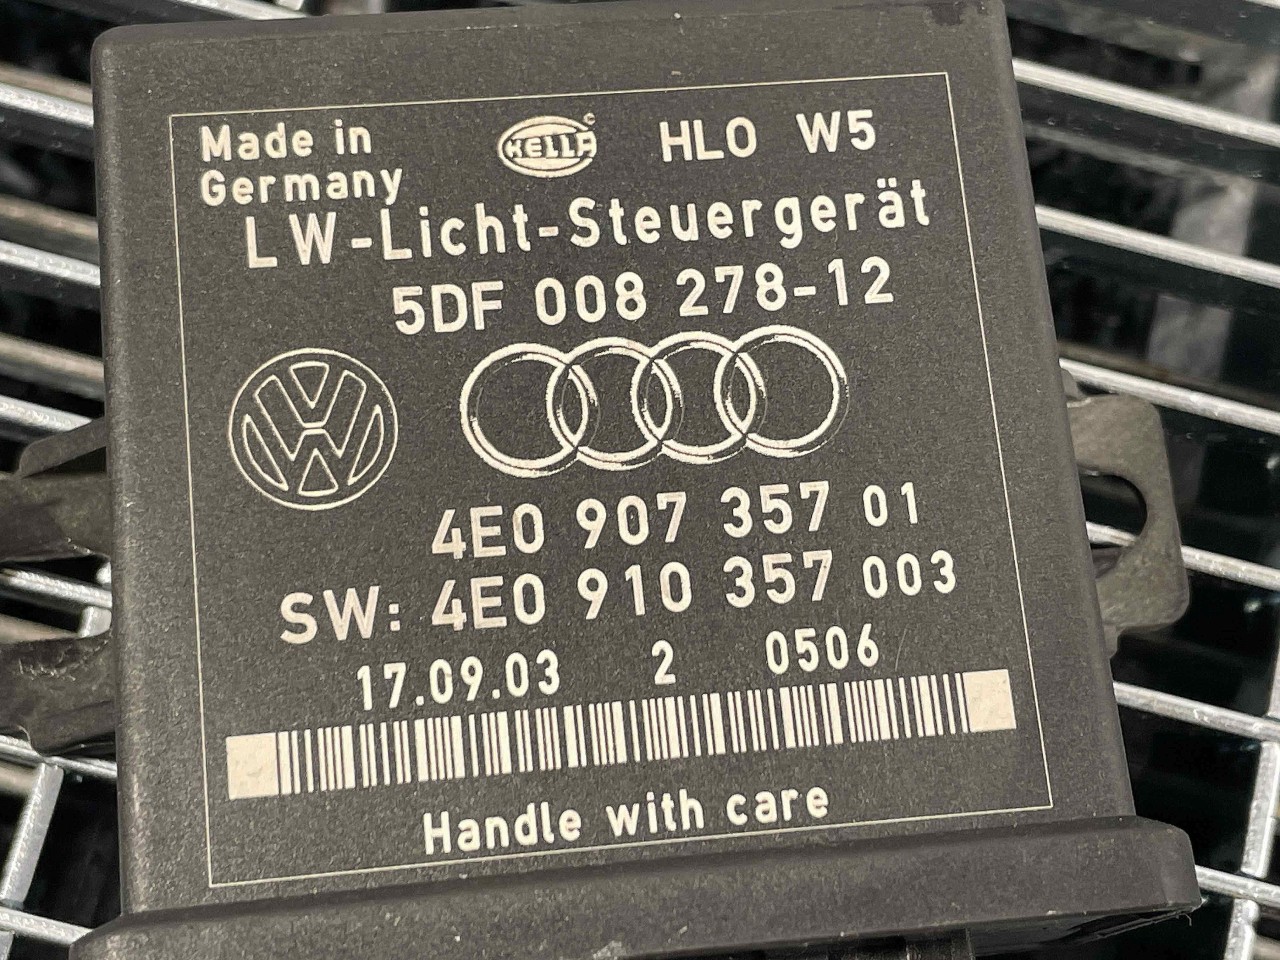 Made in
Germany
HELLA
HLO W5
LW-Licht-Steuergerät
5DF 008 278-12
4E0 907 357 01
SW: 4E0 910 357 003
17.09.03 2 0506
Handle with care